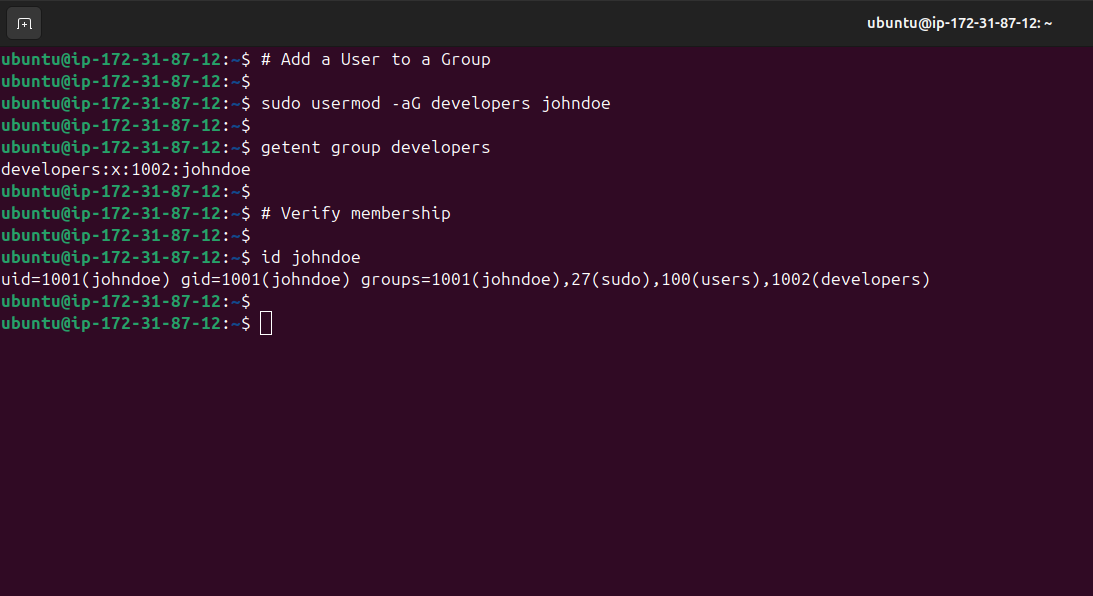 ubuntu@ip-172-31-87-12: ~
ubuntu@ip-172-31-87-12:~$ # Add a User to a Group
ubuntu@ip-172-31-87-12:~$
ubuntu@ip-172-31-87-12:~$ sudo usermod -aG developers johndoe
ubuntu@ip-172-31-87-12:~$
ubuntu@ip-172-31-87-12:~$ getent group developers
developers:x:1002:johndoe
ubuntu@ip-172-31-87-12:~$
ubuntu@ip-172-31-87-12:~$ # Verify membership
ubuntu@ip-172-31-87-12:~$
ubuntu@ip-172-31-87-12:~$ id johndoe
uid=1001(johndoe) gid=1001(johndoe) groups=1001(johndoe),27(sudo),100(users),1002(developers)
ubuntu@ip-172-31-87-12:~$
ubuntu@ip-172-31-87-12:~$